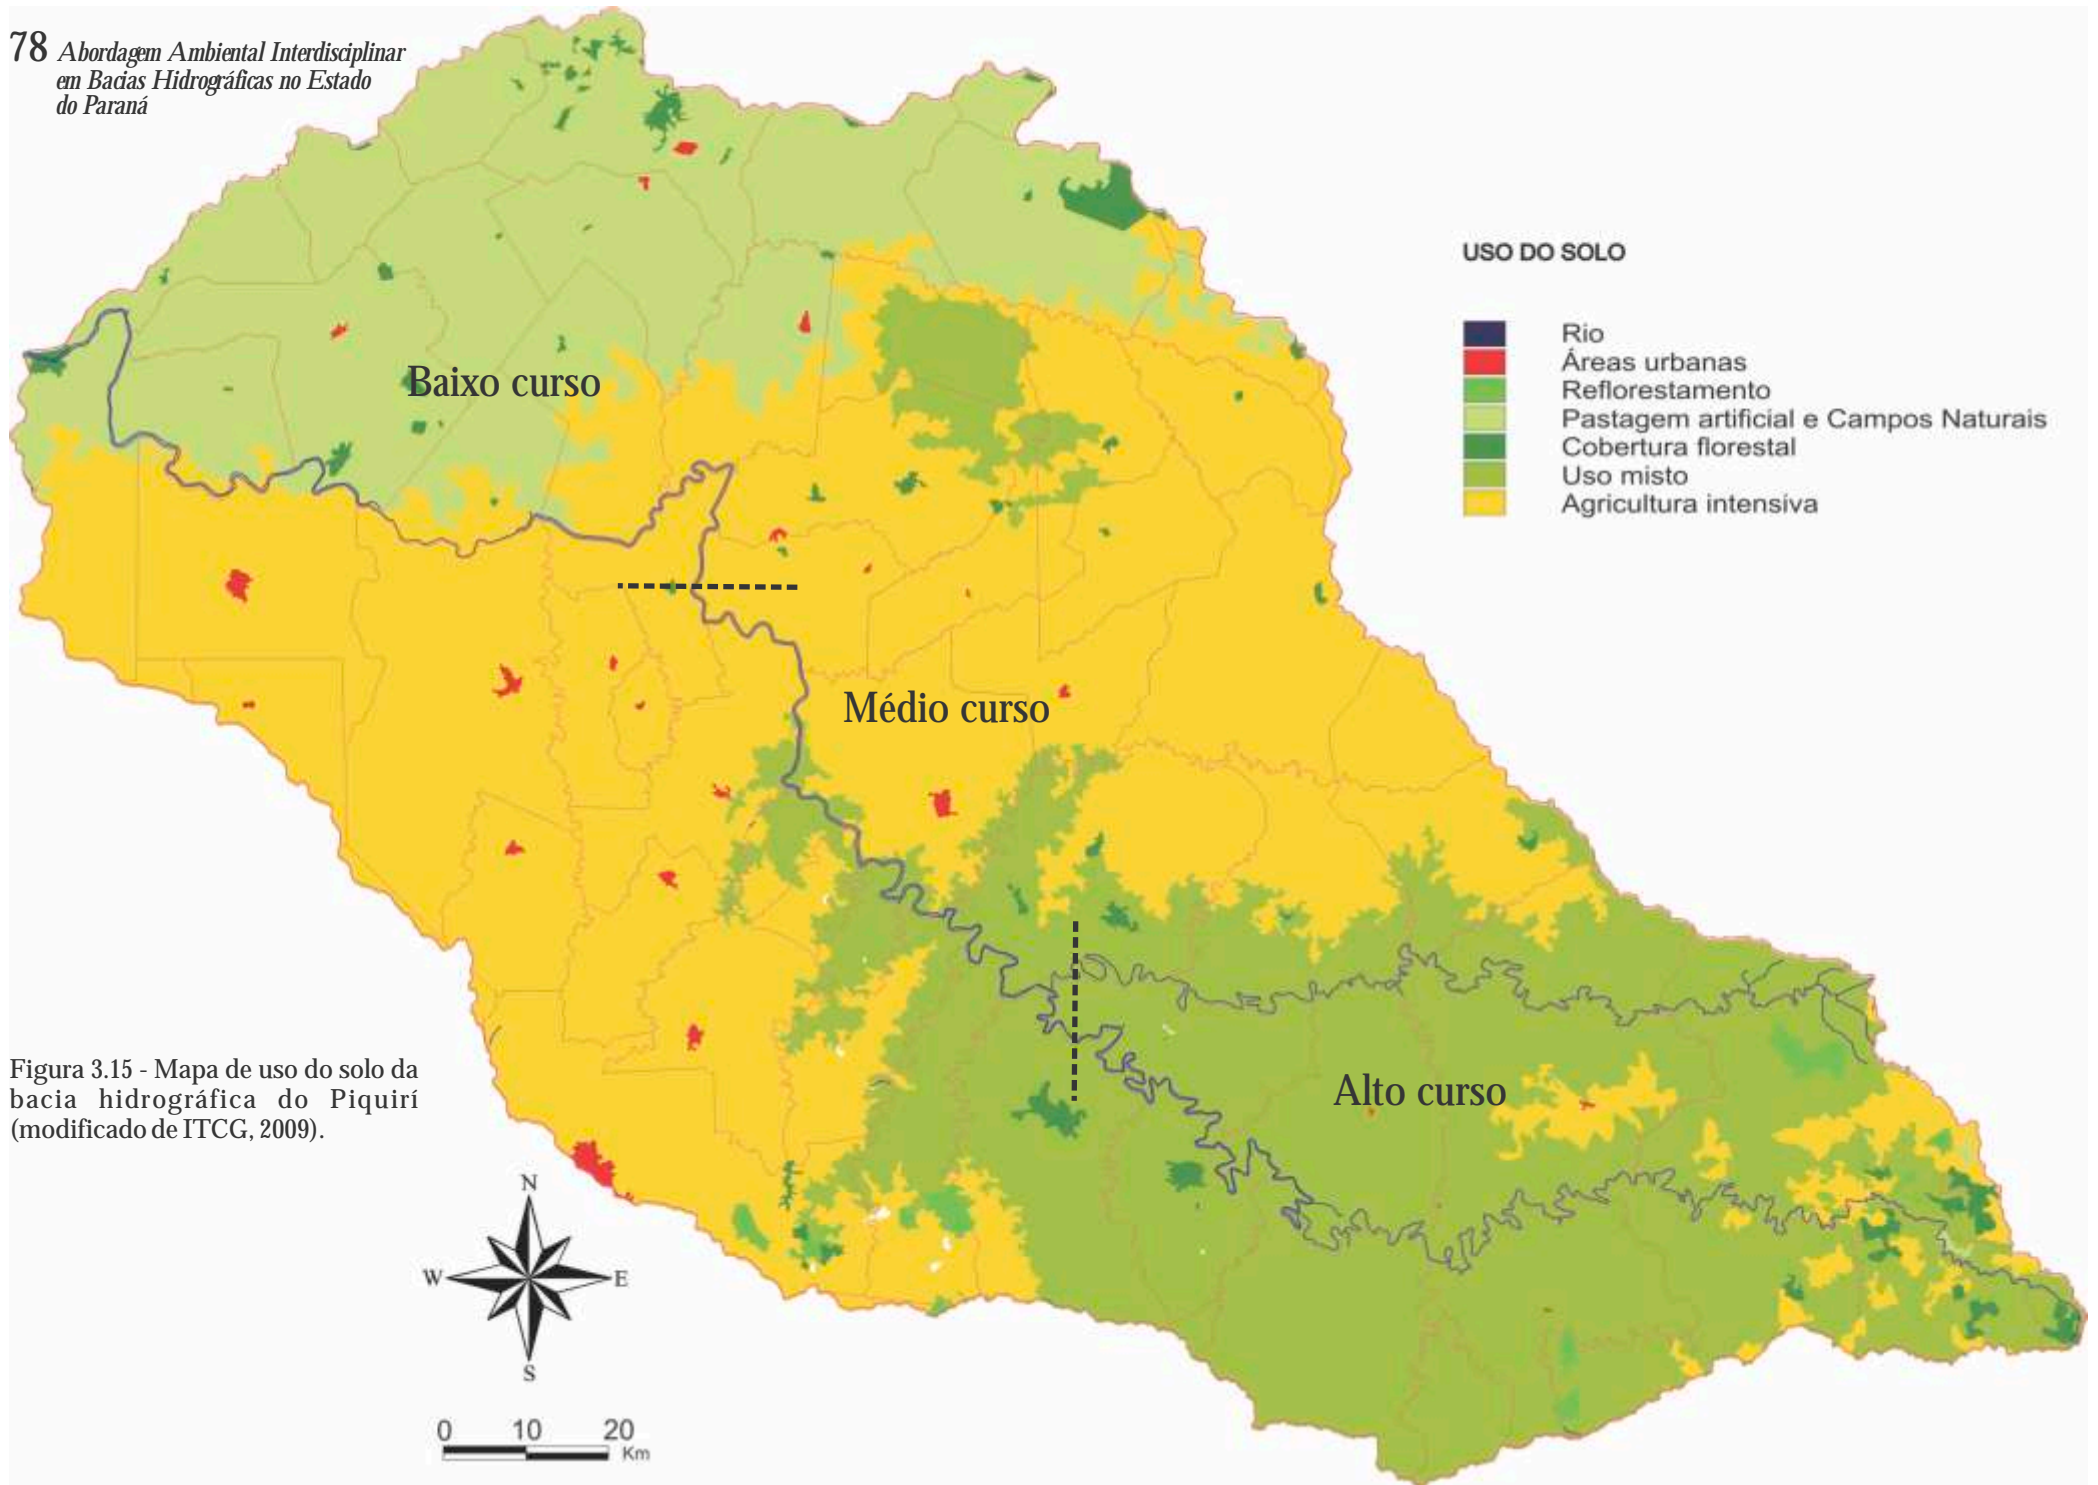 78 Abordagem Ambiental Interdisciplinar
em Bacias Hidrográficas no Estado
do Paraná
USO DO SOLO
Rio
Áreas urbanas
Reflorestamento
Pastagem artificial e Campos Naturais
Cobertura florestal
Uso misto
Agricultura intensiva
Baixo curso
Médio curso
Alto curso
Figura 3.15 - Mapa de uso do solo da
bacia hidrográfica do Piquirí
(modificado de ITCG, 2009).
N
W E
S
0 10 20
Km